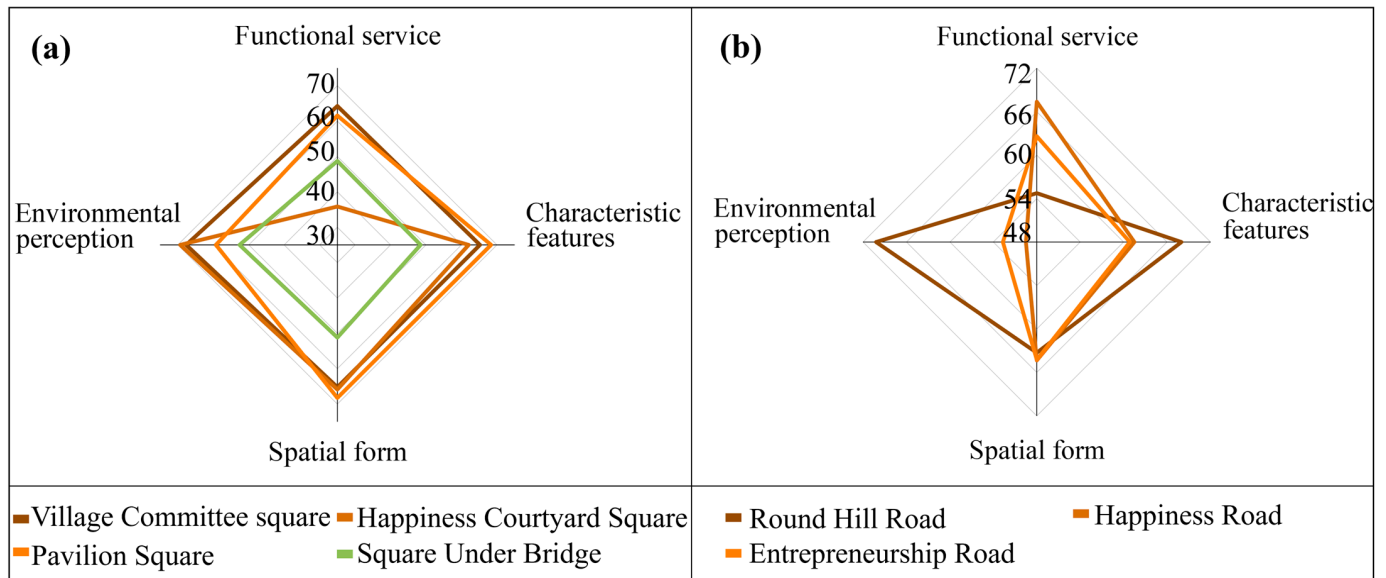 (a)
Functional service
70
60
50
40
30
Environmental
perception
Characteristic
features
Spatial form
Village Committee square
Happiness Courtyard Square
Pavilion Square
Square Under Bridge
(b)
Functional service
72
66
60
54
48
Environmental
perception
Characteristic
features
Spatial form
Round Hill Road
Happiness Road
Entrepreneurship Road